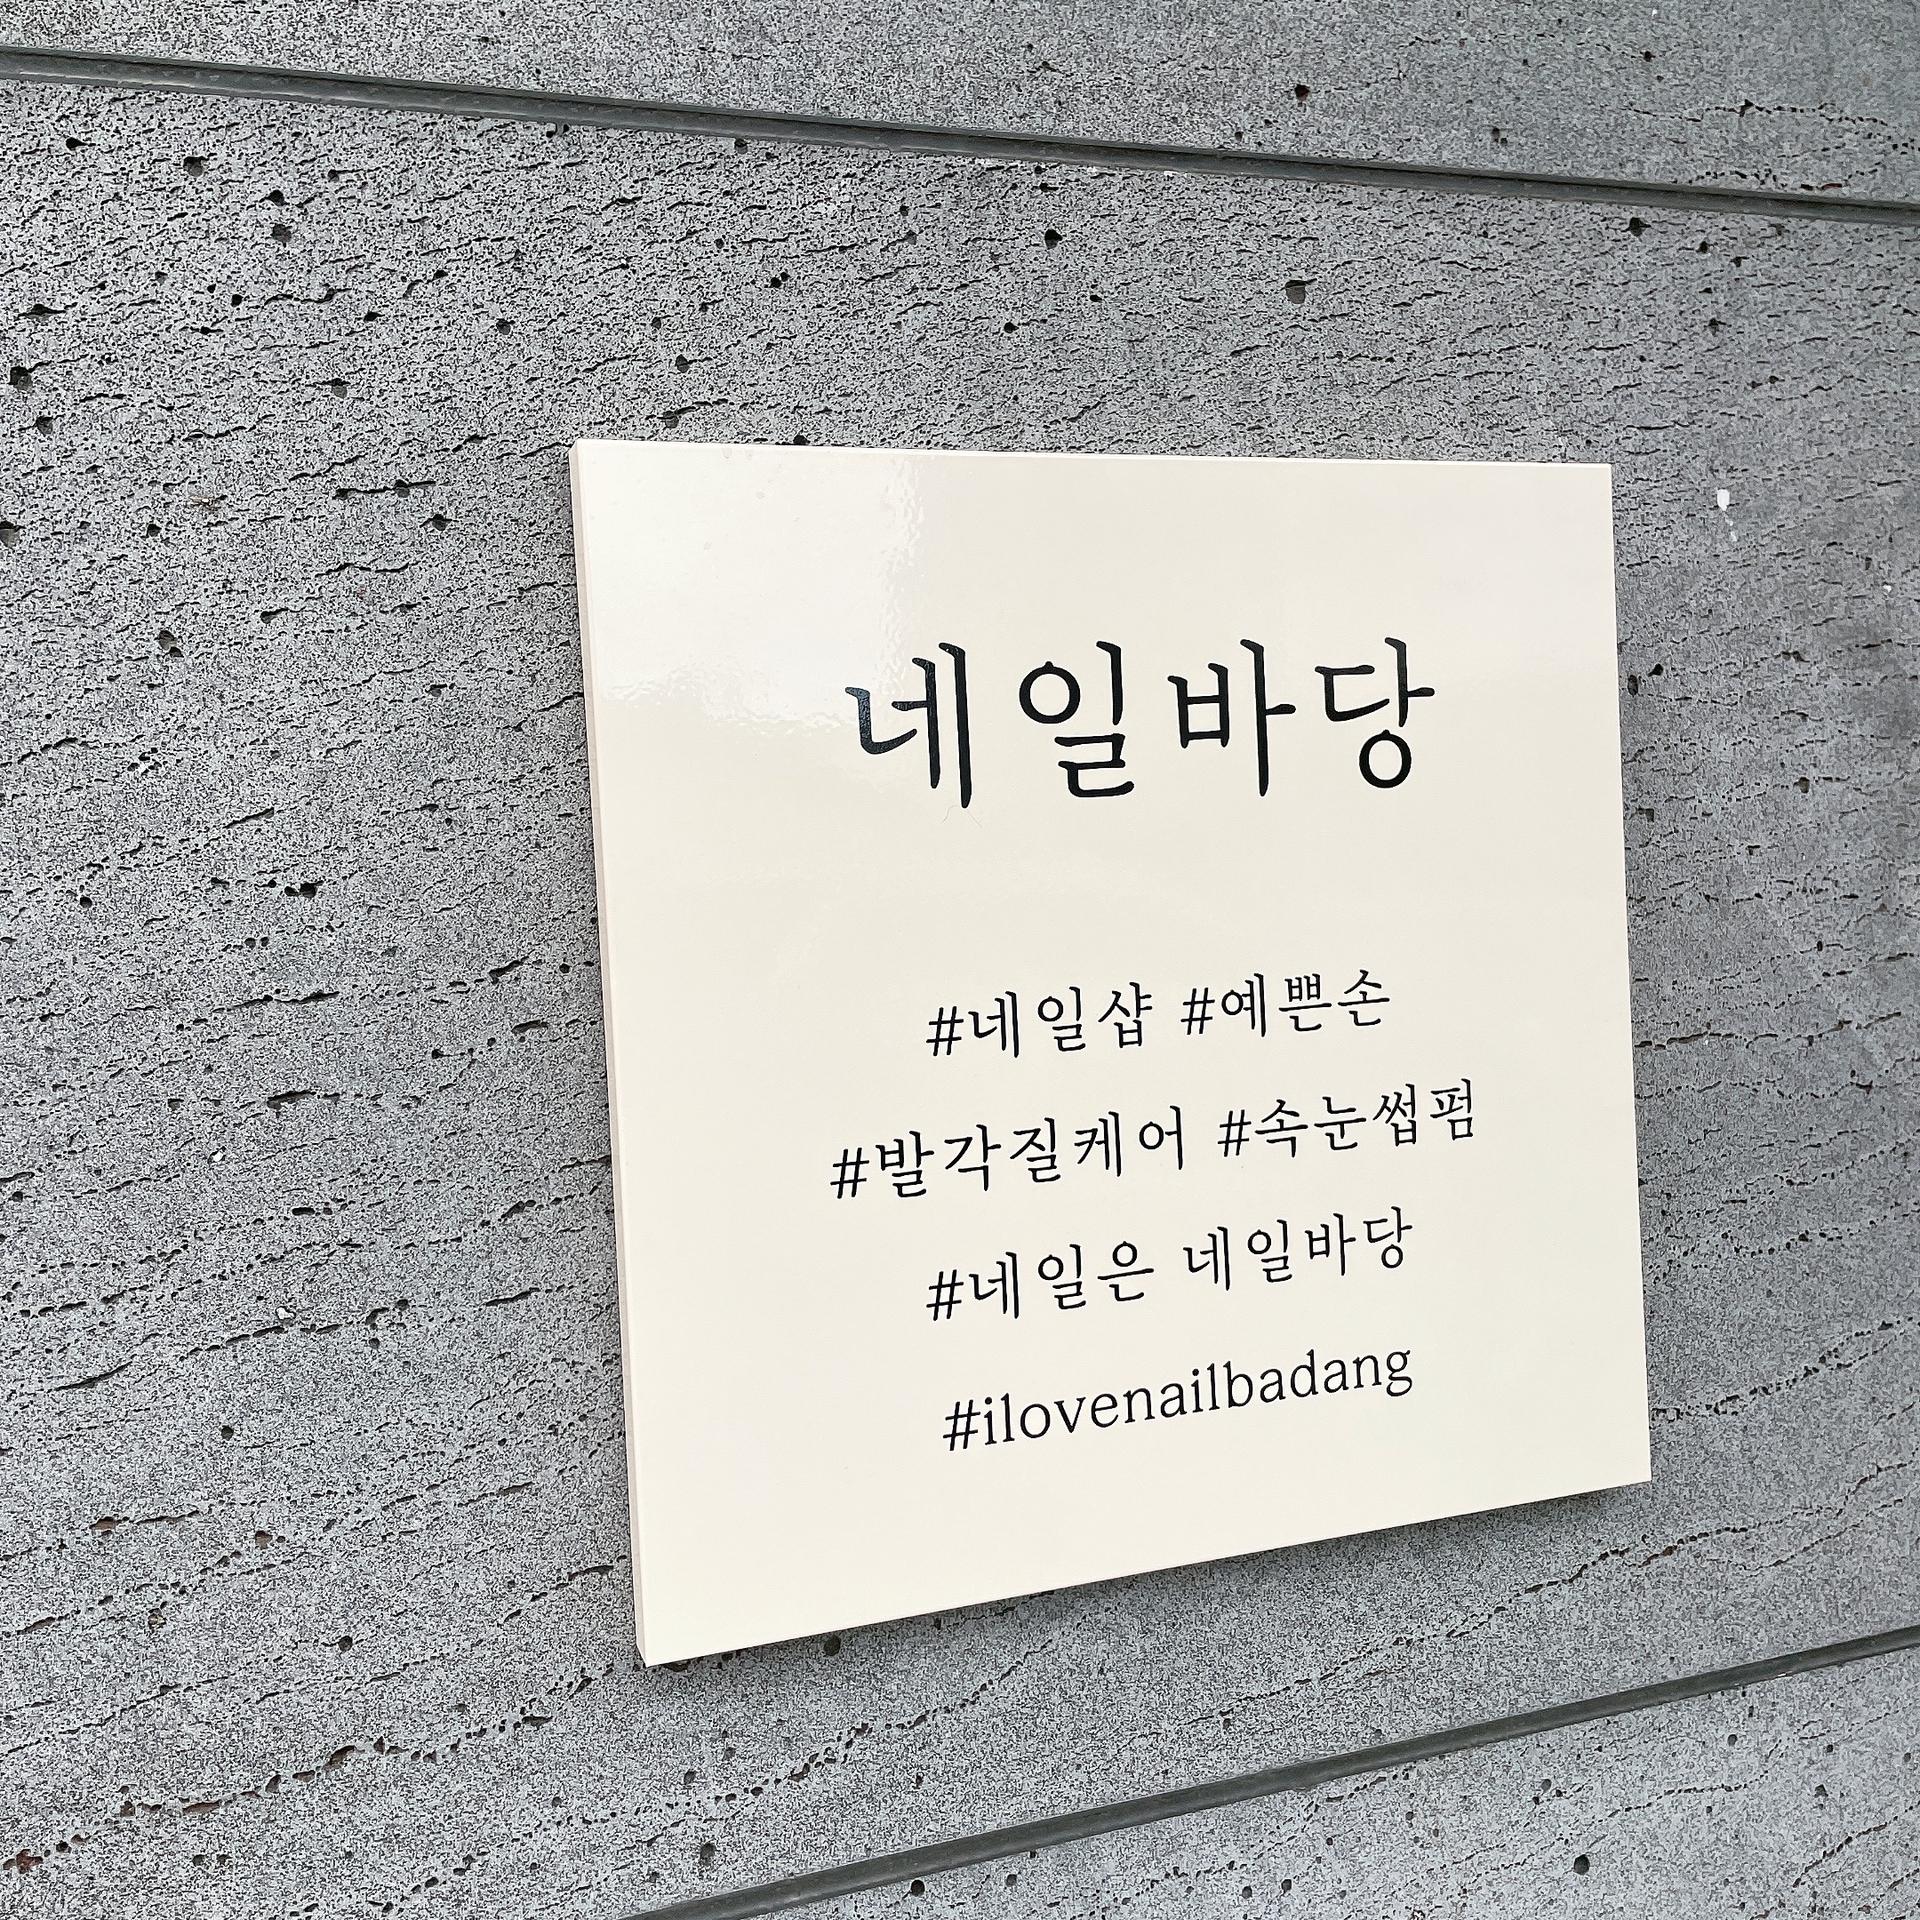 네일바당
#네일샵 #예쁜손
#발각질케어 #속눈썹펌
#네일은 네일바당
#ilovenailbadang